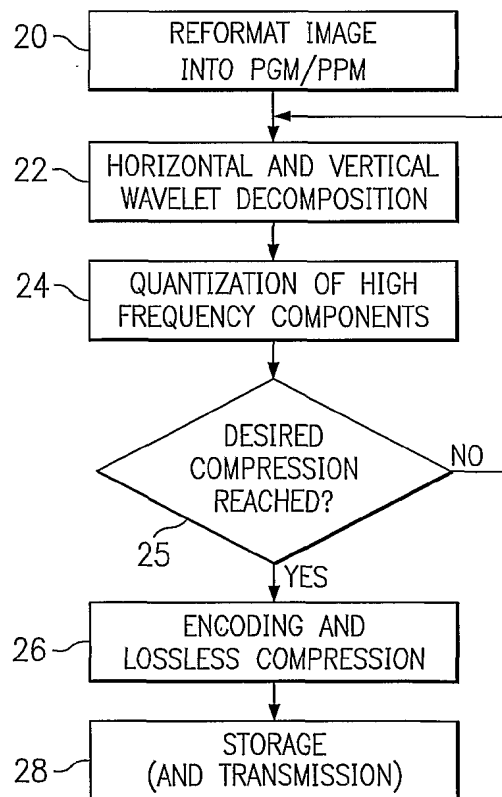 20
REFORMAT IMAGE
INTO PGM/PPM
22
HORIZONTAL AND VERTICAL
WAVELET DECOMPOSITION
24
QUANTIZATION OF HIGH
FREQUENCY COMPONENTS
DESIRED
COMPRESSION
REACHED?
NO
25
YES
26
ENCODING AND
LOSSLESS COMPRESSION
28
STORAGE
(AND TRANSMISSION)